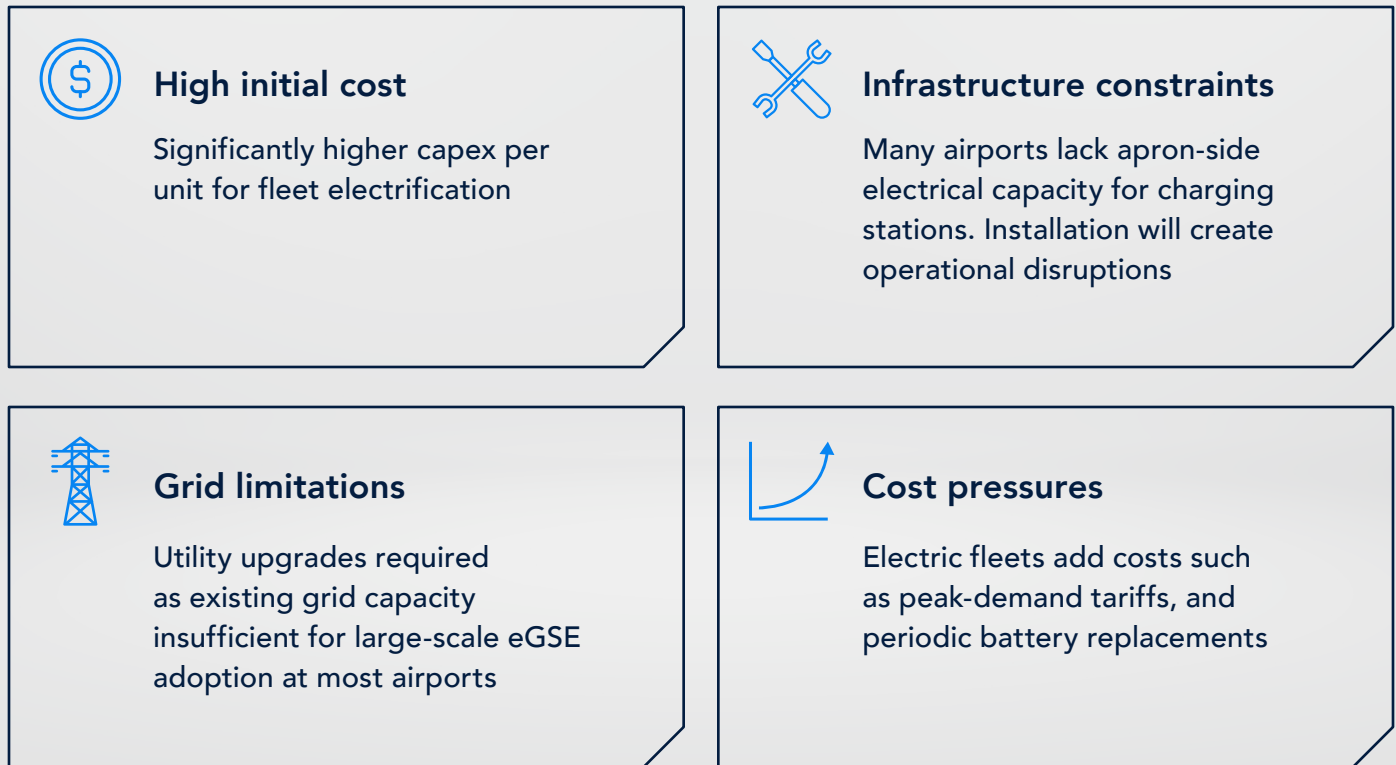 High initial cost
Significantly higher capex per
unit for fleet electrification
Infrastructure constraints
Many airports lack apron-side
electrical capacity for charging
stations. Installation will create
operational disruptions
Grid limitations
Utility upgrades required
as existing grid capacity
insufficient for large-scale eGSE
adoption at most airports
Cost pressures
Electric fleets add costs such
as peak-demand tariffs, and
periodic battery replacements